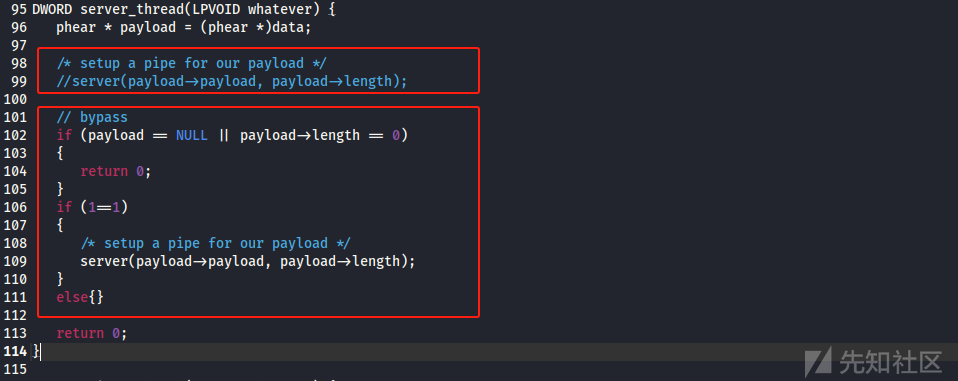 95 DWORD server_thread(LPVOID whatever) {
96 phear * payload = (phear *)data;
97
98 /* setup a pipe for our payload */
99 //server(payload->payload, payload->length);
100
101 // bypass
102 if (payload == NULL || payload->length == 0)
103 {
104 return 0;
105 }
106 if (1==1)
107 {
108 /* setup a pipe for our payload */
109 server(payload->payload, payload->length);
110 }
111 else{}
112
113 return 0;
114 }
115
先知社区